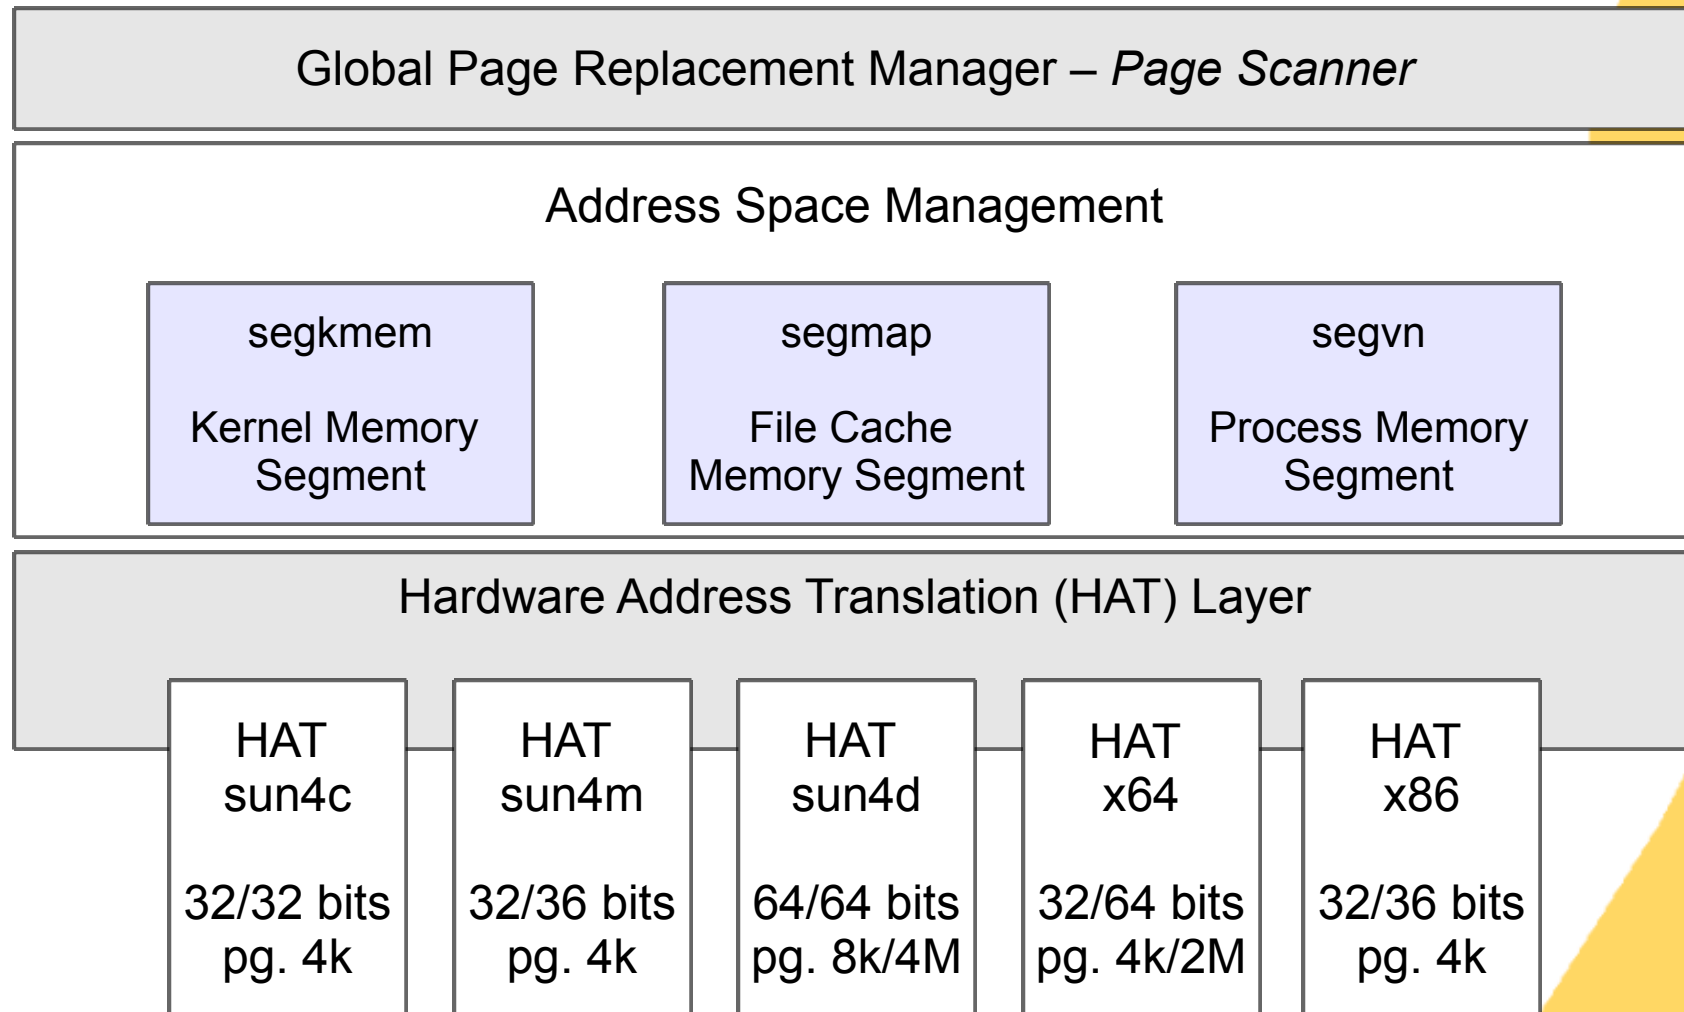 Global Page Replacement Manager – Page Scanner
Address Space Management
segkmem
Kernel Memory
Segment
segmap
File Cache
Memory Segment
segvn
Process Memory
Segment
Hardware Address Translation (HAT) Layer
HAT
sun4c
32/32 bits
pg. 4k
HAT
sun4m
32/36 bits
pg. 4k
HAT
sun4d
64/64 bits
pg. 8k/4M
HAT
x64
32/64 bits
pg. 4k/2M
HAT
x86
32/36 bits
pg. 4k